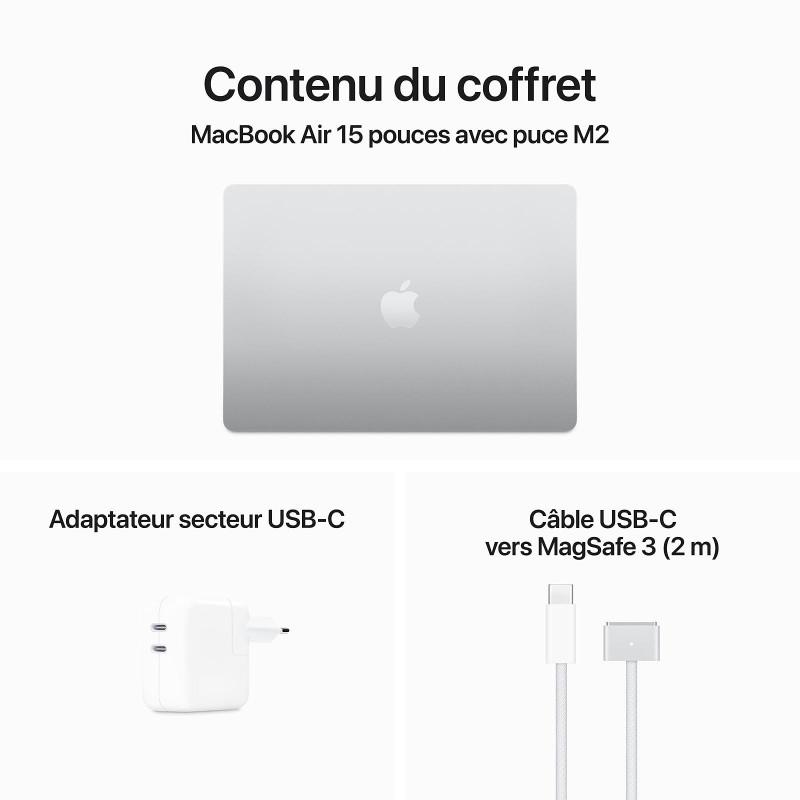 Contenu du coffret
MacBook Air 15 pouces avec puce M2
Adaptateur secteur USB-C
Câble USB-C
vers MagSafe 3 (2 m)